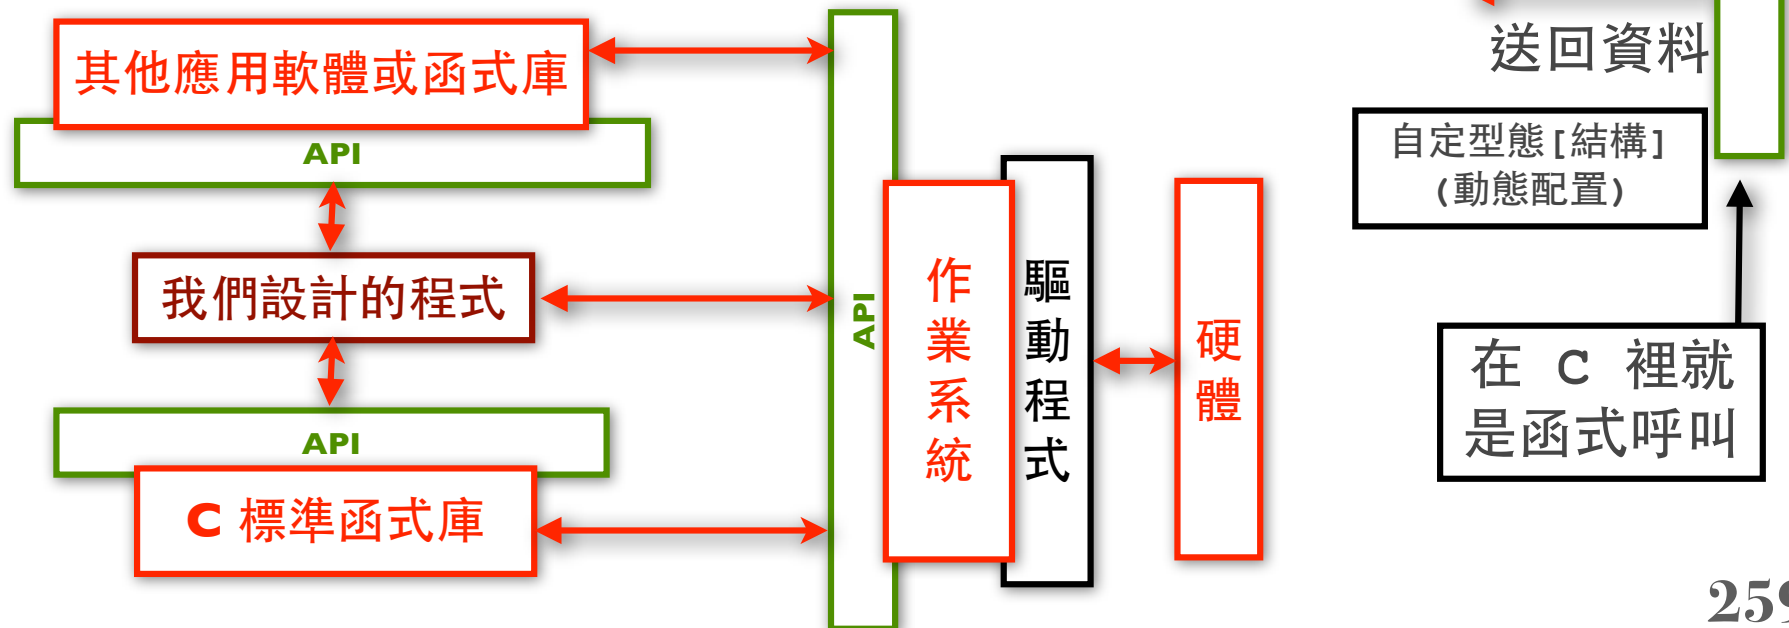 其他應用軟體或函式庫
API
我們設計的程式
API
C 標準函式庫
API
作業系統
驅動程式
硬體
送回資料
自定型態[結構]
(動態配置)
在 C 裡就
是函式呼叫
259